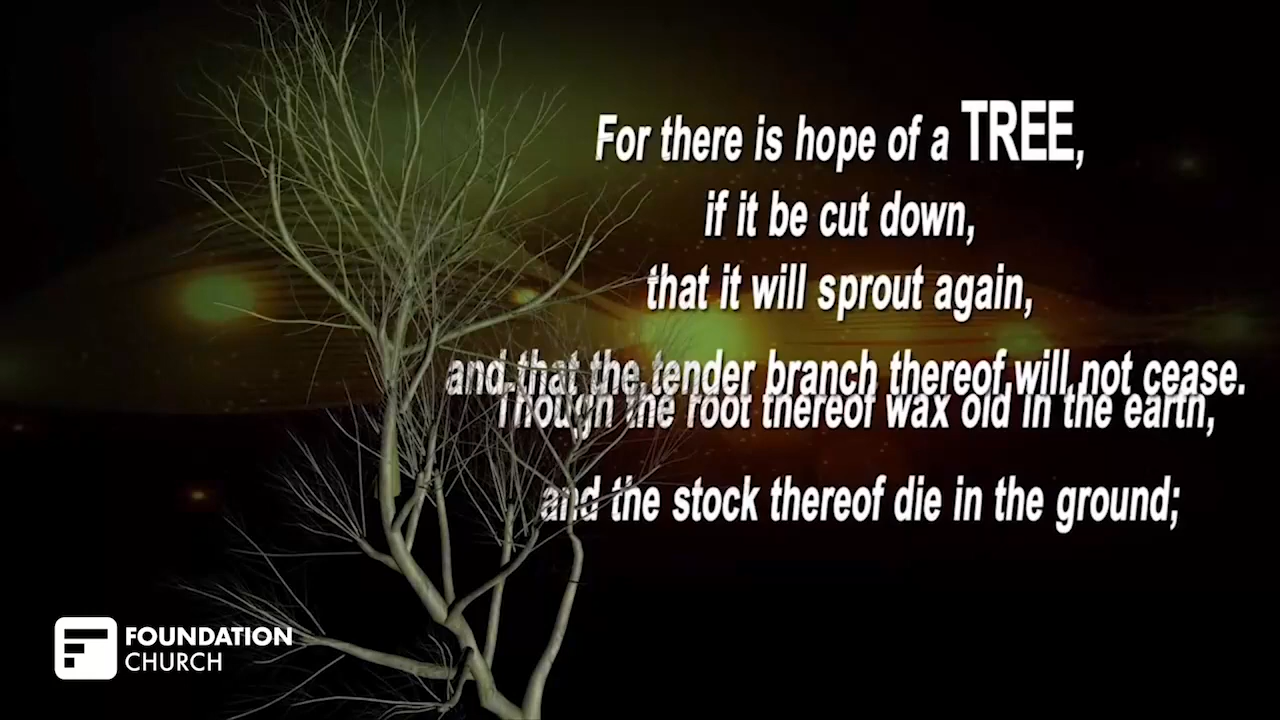 For there is hope of a TREE,
if it be cut down,
that it will sprout again,
and that the tender branch thereof will not cease.
Though the root thereof wax old in the earth,
and the stock thereof die in the ground;
FOUNDATION
CHURCH